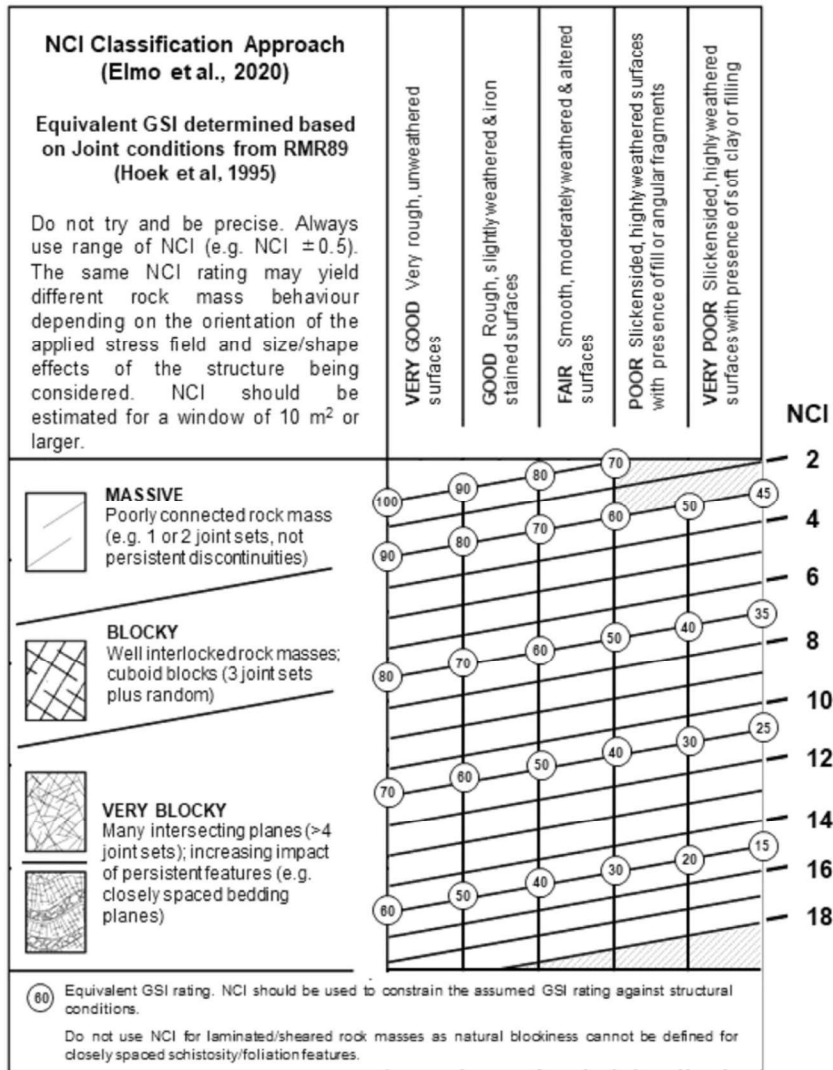 NCI Classification Approach
(Elmo et al., 2020)
Equivalent GSI determined based
on Joint conditions from RMR89
(Hoek et al, 1995)
Do not try and be precise. Always
use range of NCI (e.g. NCI ±0.5).
The same NCI rating may yield
different rock mass behaviour
depending on the orientation of the
applied stress field and size/shape
effects of the structure being
considered. NCI should be
estimated for a window of 10 m² or
larger.
VERY GOOD Very rough, unweathered
surfaces
GOOD Rough, slightly weathered & iron
stained surfaces
FAIR Smooth, moderately weathered & altered
surfaces
POOR Slickensided, highly weathered surfaces
with presence of fill or angular fragments
VERY POOR Slickensided, highly weathered
surfaces with presence of soft clay or filling
NCI
2
4
6
8
10
12
14
16
18
MASSIVE
Poorly connected rock mass
(e.g. 1 or 2 joint sets, not
persistent discontinuities)
BLOCKY
Well interlocked rock masses;
cuboid blocks (3 joint sets
plus random)
VERY BLOCKY
Many intersecting planes (>4
joint sets); increasing impact
of persistent features (e.g.
closely spaced bedding
planes)
100 90 80 70
90 80 70 60 50 45
80 70 60 50 40 35
70 60 50 40 30 25
60 50 40 30 20 15
60 Equivalent GSI rating. NCI should be used to constrain the assumed GSI rating against structural
conditions.
Do not use NCI for laminated/sheared rock masses as natural blockiness cannot be defined for
closely spaced schistosity/foliation features.